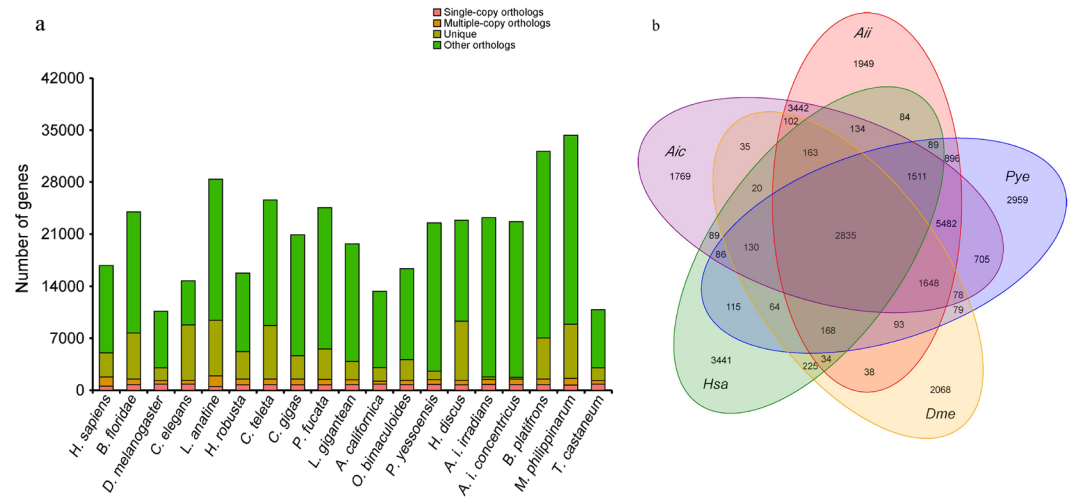 a
Single-copy orthologs
Multiple-copy orthologs
Unique
Other orthologs
Number of genes
42000
35000
28000
21000
14000
7000
0
H. sapiens
B. floridae
D. melanogaster
C. elegans
L. anatine
H. robusta
C. teleta
C. gigas
P. fucata
L. gigantean
A. californica
O. bimaculoides
P. yessoensis
H. discus
A. i. irradians
A. i. concentricus
B. platifrons
M. philippinarum
T. castaneum
b
Aii
1949
3442
102
134
84
35
163
89
896
Aic
1769
20
1511
Pye
2959
89
86
130
2835
5482
705
115
64
1648
78
79
168
93
3441
225
34
38
Hsa
2068
Dme